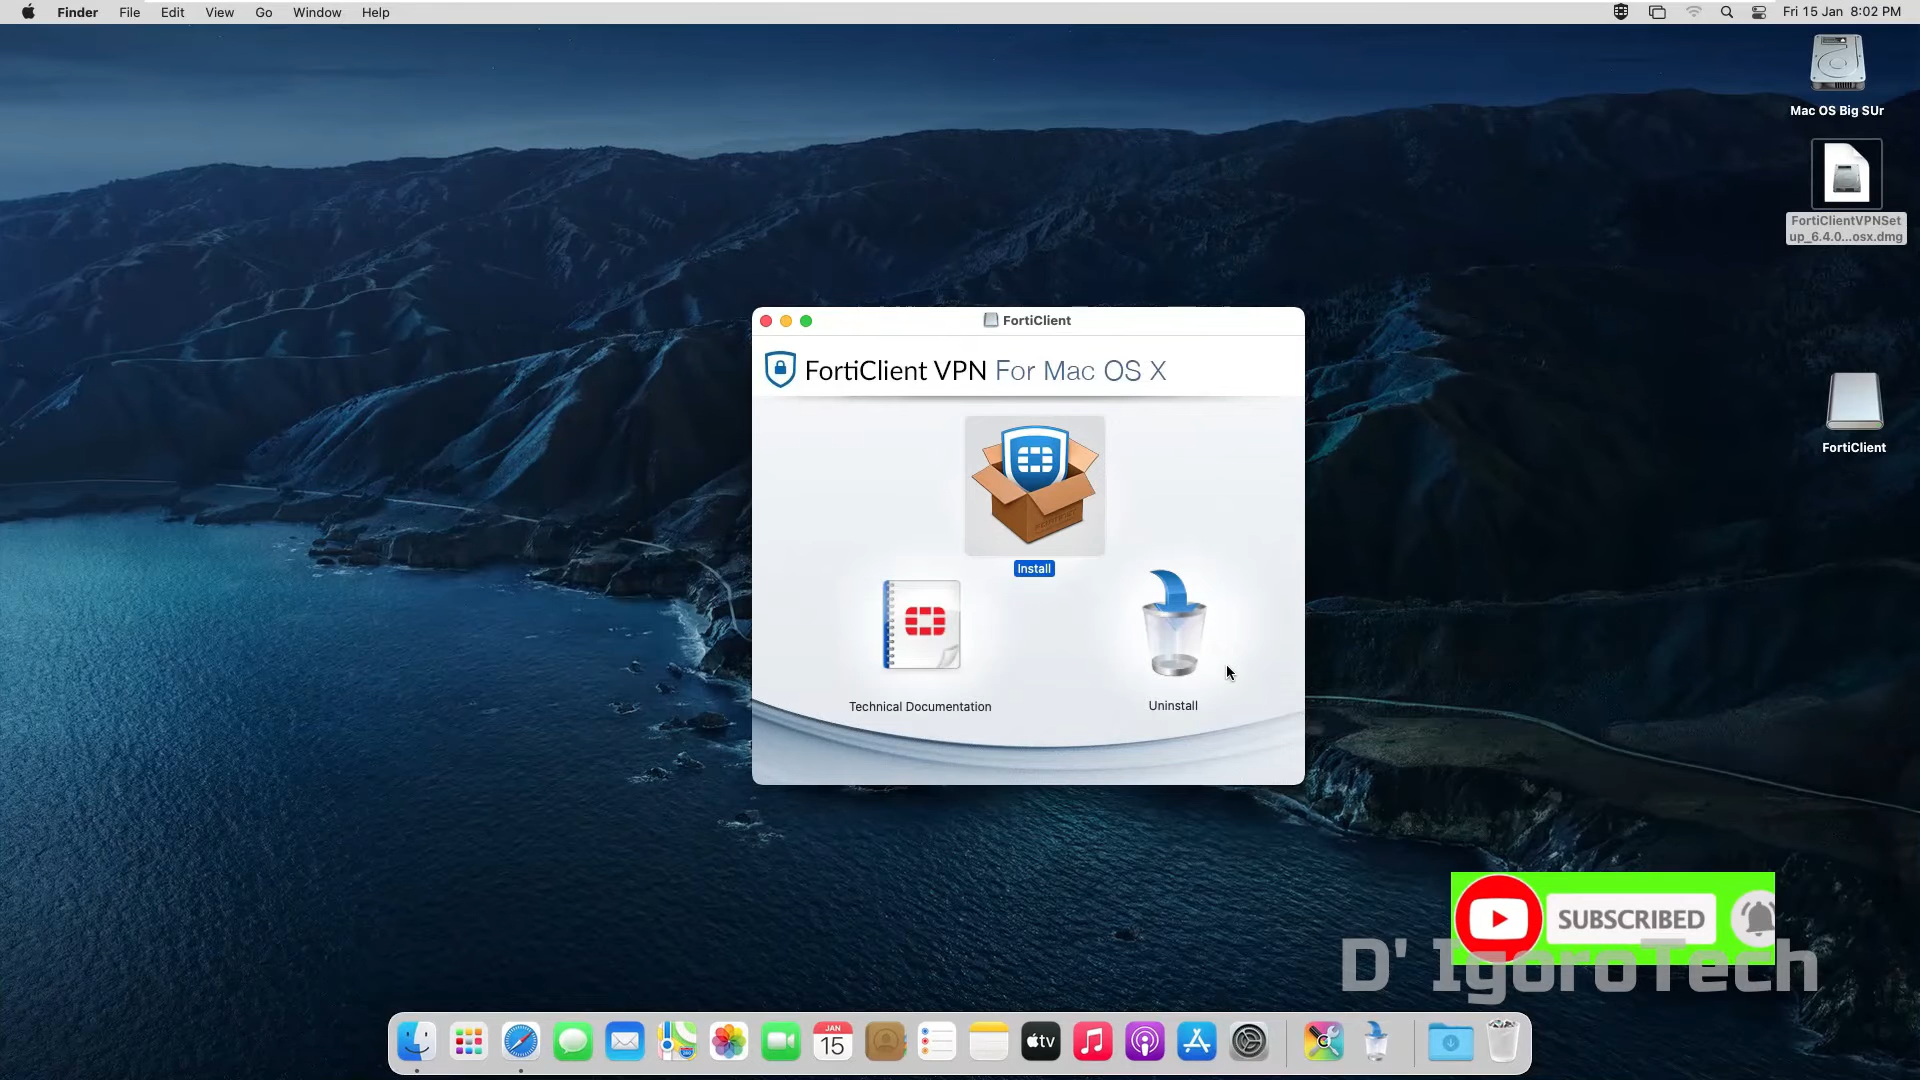 Finder File Edit View Go Window Help
Fri 15 Jan 8:02 PM
Mac OS Big SUr
FortiClientVPNSet
up_6.4.0...osx.dmg
FortiClient
FortiClient VPN For Mac OS X
Install
FortiClient
Technical Documentation
Uninstall
SUBSCRIBED
D' IgoroTech
JAN
15
tv